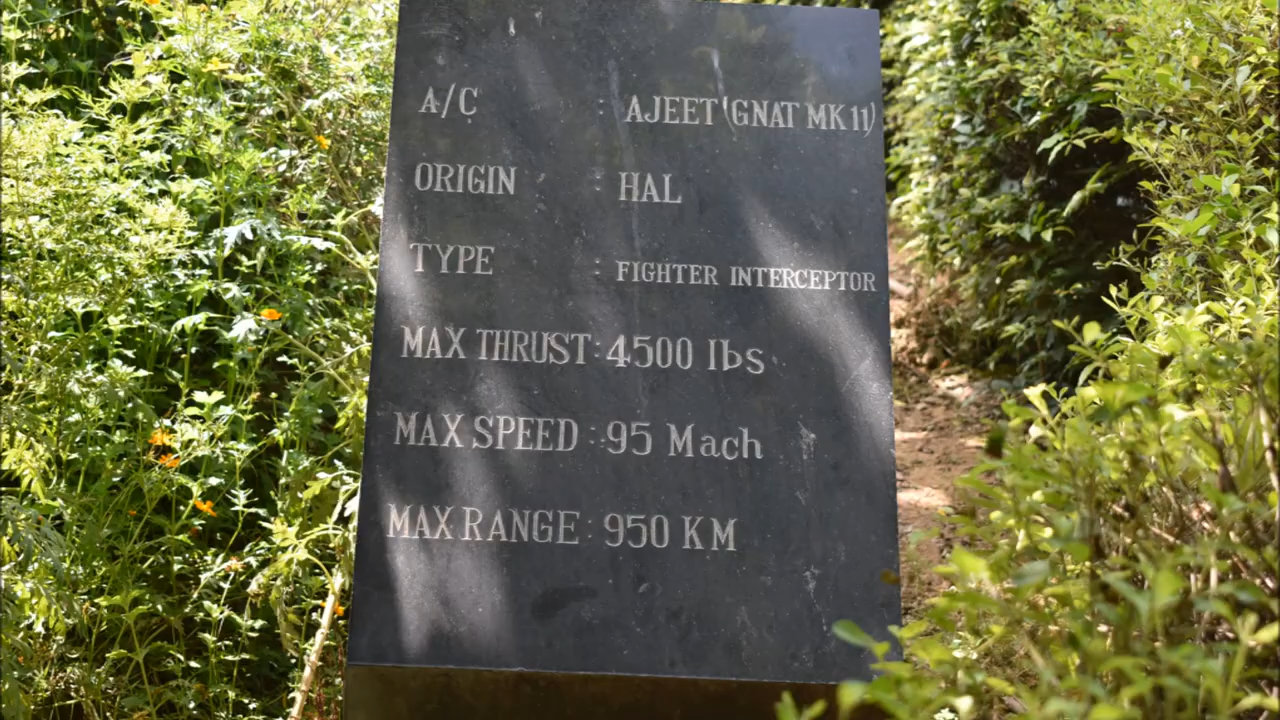 A/C : AJEET (GNAT MK 11)
ORIGIN : HAL
TYPE : FIGHTER INTERCEPTOR
MAX THRUST : 4500 lbs
MAX SPEED : .95 Mach
MAX RANGE : 950 KM